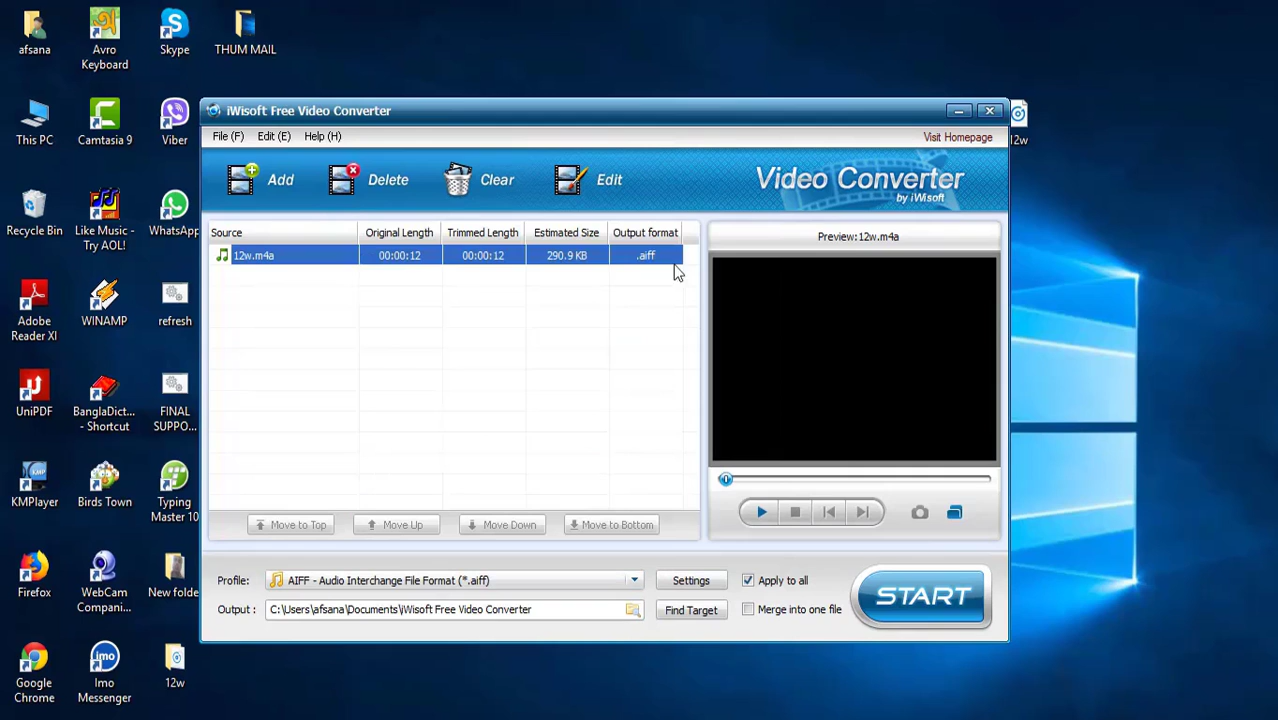 afsana
Avro Keyboard
Skype
THUM MAIL
This PC
Camtasia 9
Viber
Recycle Bin
Like Music - Try AOL!
WhatsApp
Adobe Reader XI
WINAMP
refresh
UniPDF
BanglaDict... - Shortcut
FINAL SUPPO...
KMPlayer
Birds Town
Typing Master 10
Firefox
WebCam Compani...
New folde
Google Chrome
Imo Messenger
12w
12w
iWisoft Free Video Converter
File (F) Edit (E) Help (H) Visit Homepage
Add Delete Clear Edit
Video Converter
by iWisoft
Source Original Length Trimmed Length Estimated Size Output format
12w.m4a 00:00:12 00:00:12 290.9 KB .aiff
Preview:12w.m4a
Move to Top Move Up Move Down Move to Bottom
Profile: AIFF - Audio Interchange File Format (*.aiff) Settings Apply to all
START
Output : C:\Users\afsana\Documents\iWisoft Free Video Converter Find Target Merge into one file